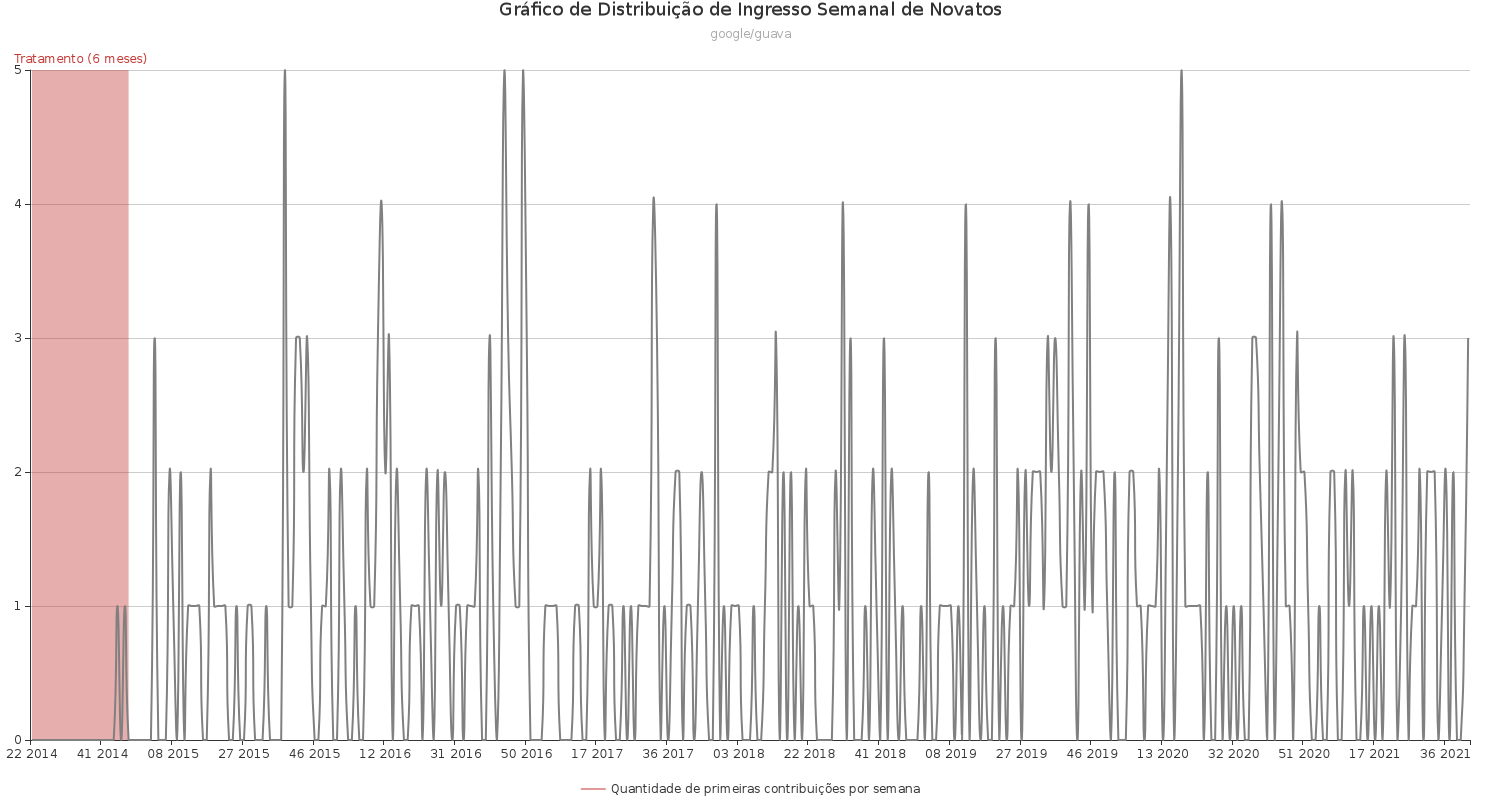 Gráfico de Distribuição de Ingresso Semanal de Novatos
google/guava
Tratamento (6 meses)
5
4
3
2
1
0
22 2014 41 2014 08 2015 27 2015 46 2015 12 2016 31 2016 50 2016 17 2017 36 2017 03 2018 22 2018 41 2018 08 2019 27 2019 46 2019 13 2020 32 2020 51 2020 17 2021 36 2021
Quantidade de primeiras contribuições por semana